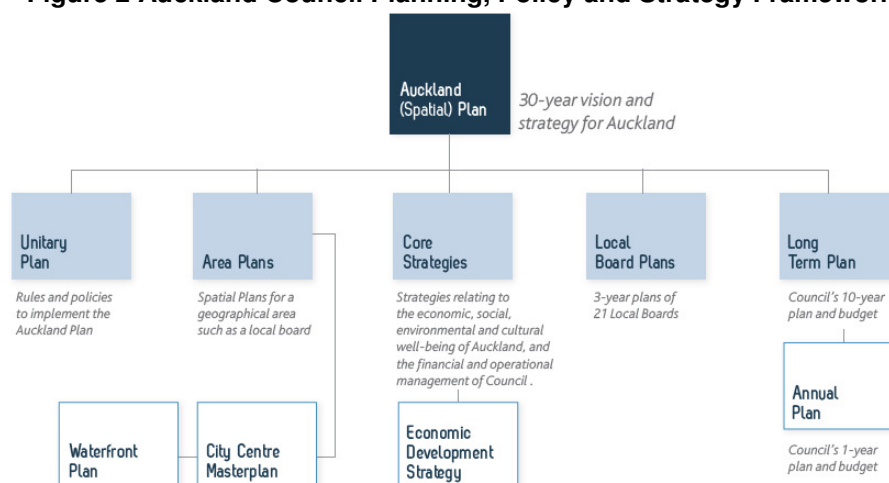 Figure 2 Auckland Council Planning, Policy and Strategy Framework
Auckland
(Spatial) Plan
30-year vision and
strategy for Auckland
Unitary
Plan
Rules and policies
to implement the
Auckland Plan
Area Plans
Spatial Plans for a
geographical area
such as a local board
Core
Strategies
Strategies relating to
the economic, social,
environmental and cultural
well-being of Auckland, and
the financial and operational
management of Council .
Local
Board Plans
3-year plans of
21 Local Boards
Long
Term Plan
Council's 10-year
plan and budget
Waterfront
Plan
City Centre
Masterplan
Economic
Development
Strategy
Annual
Plan
Council's 1-year
plan and budget